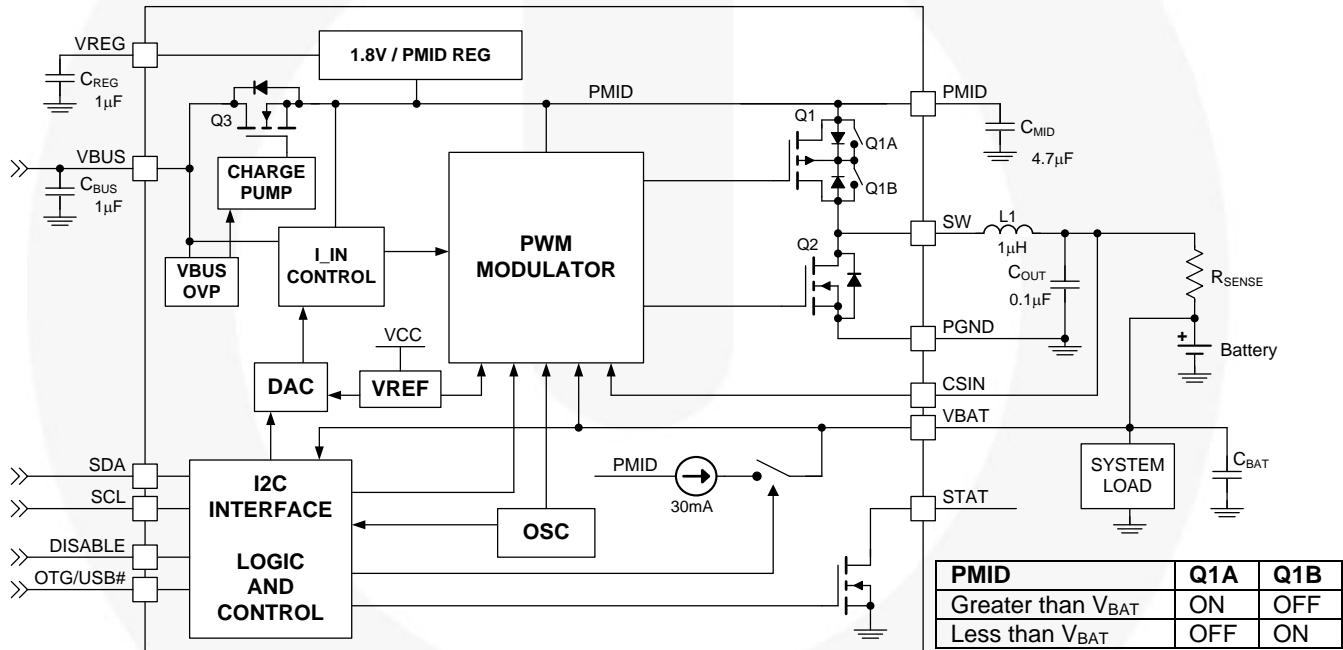 VREG
CREG
1µF
1.8V / PMID REG
PMID
Q3
CHARGE
PUMP
VBUS
CBUS
1µF
VBUS
OVP
I_IN
CONTROL
PWM
MODULATOR
Q1
Q1A
Q1B
Q2
PMID
CMID
4.7µF
SW
L1
1µH
COUT
0.1µF
RSENSE
PGND
+
Battery
VCC
DAC
VREF
CSIN
VBAT
SDA
SCL
DISABLE
OTG/USB#
I2C
INTERFACE
LOGIC
AND
CONTROL
OSC
PMID
30mA
STAT
SYSTEM
LOAD
CBAT
PMID Q1A Q1B
Greater than VBAT ON OFF
Less than VBAT OFF ON